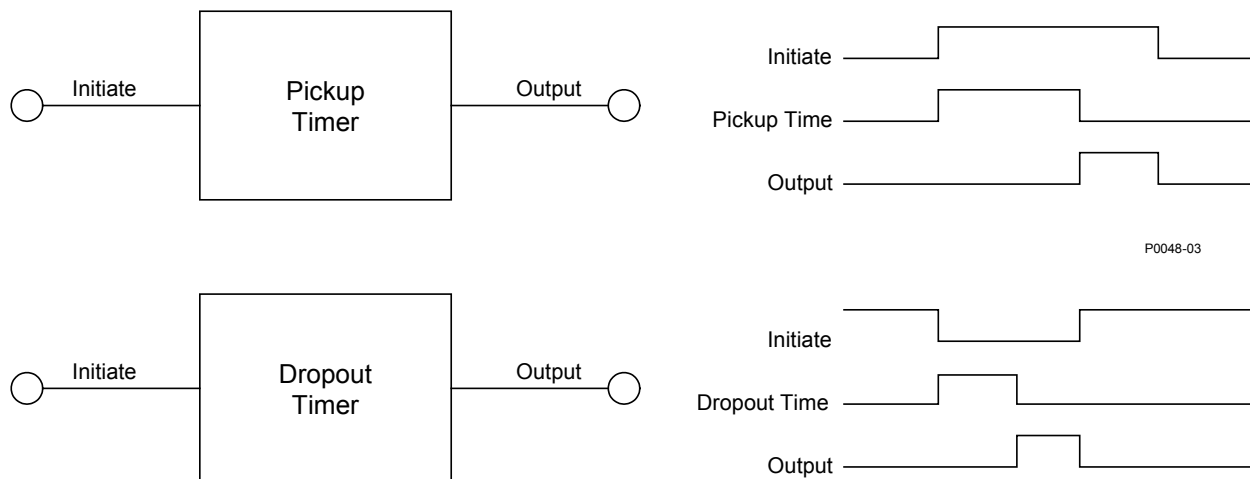 Initiate
Pickup
Timer
Output
Initiate
Pickup Time
Output
P0048-03
Initiate
Dropout
Timer
Output
Initiate
Dropout Time
Output